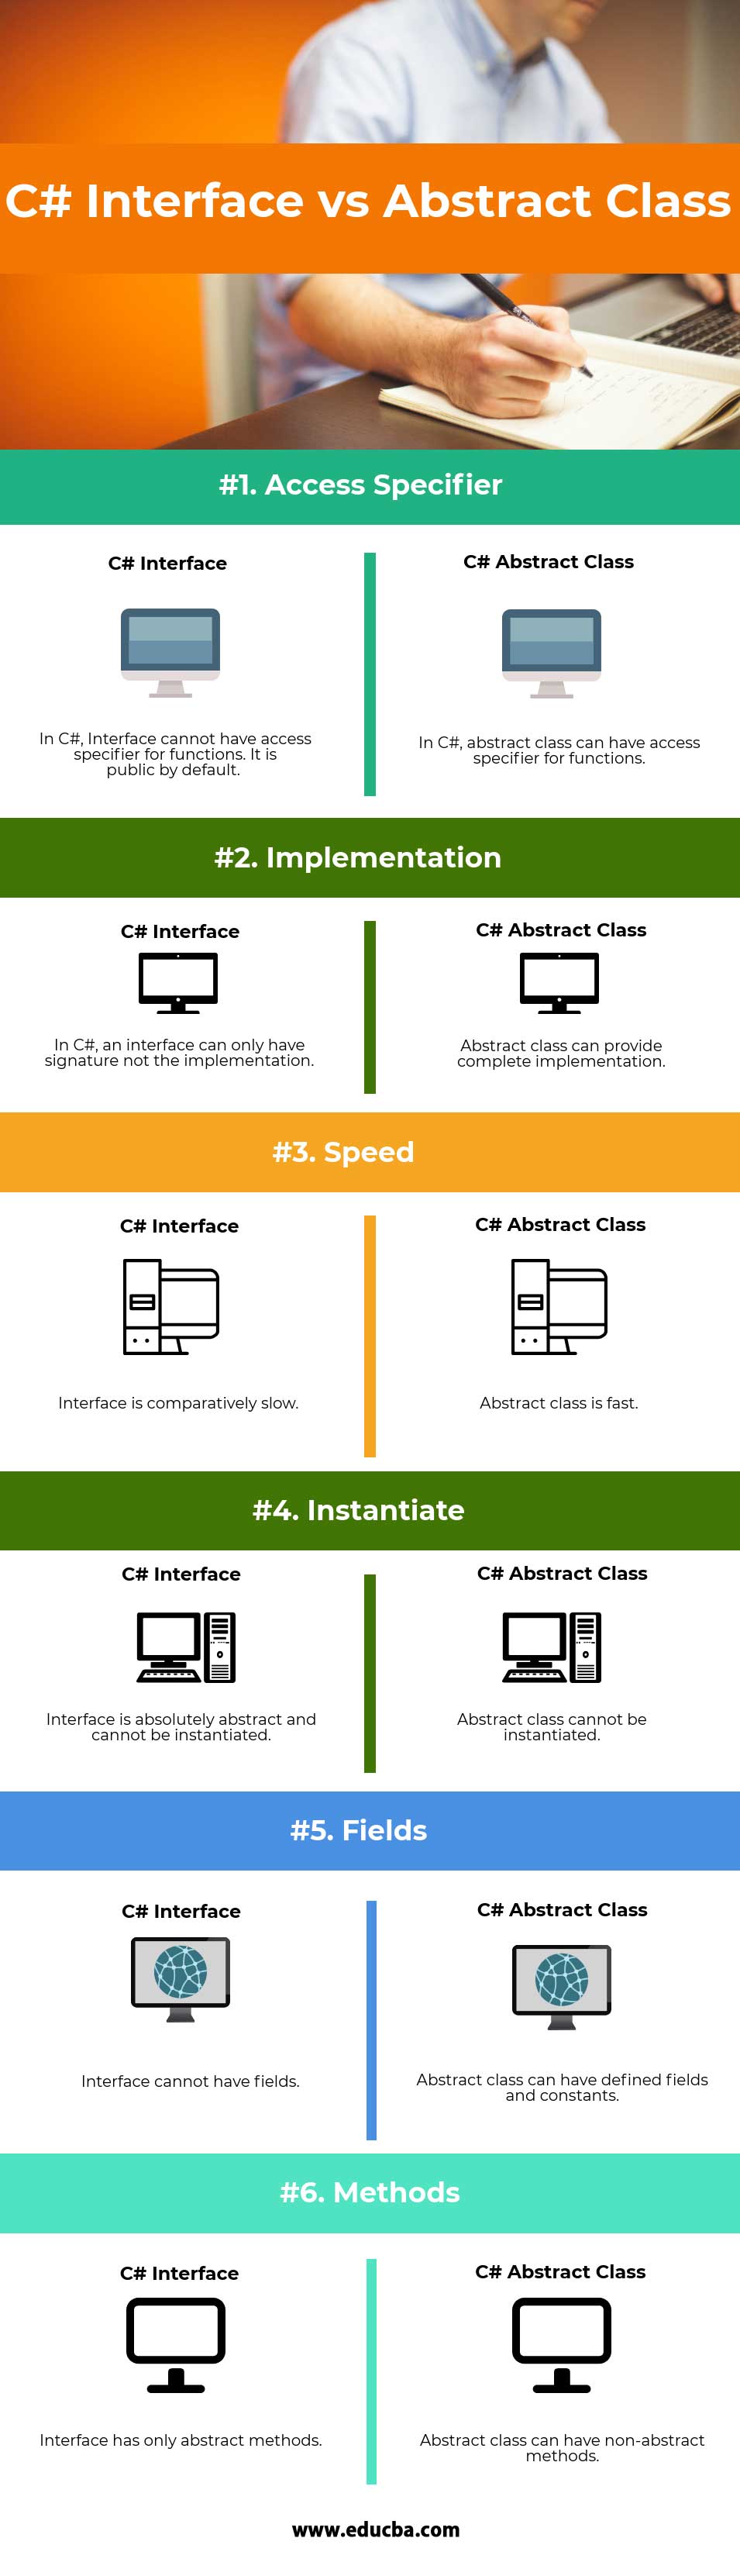 C# Interface vs Abstract Class
#1. Access Specifier
C# Interface
In C#, Interface cannot have access
specifier for functions. It is
public by default.
C# Abstract Class
In C#, abstract class can have access
specifier for functions.
#2. Implementation
C# Interface
In C#, an interface can only have
signature not the implementation.
C# Abstract Class
Abstract class can provide
complete implementation.
#3. Speed
C# Interface
Interface is comparatively slow.
C# Abstract Class
Abstract class is fast.
#4. Instantiate
C# Interface
Interface is absolutely abstract and
cannot be instantiated.
C# Abstract Class
Abstract class cannot be
instantiated.
#5. Fields
C# Interface
Interface cannot have fields.
C# Abstract Class
Abstract class can have defined fields
and constants.
#6. Methods
C# Interface
Interface has only abstract methods.
C# Abstract Class
Abstract class can have non-abstract
methods.
www.educba.com